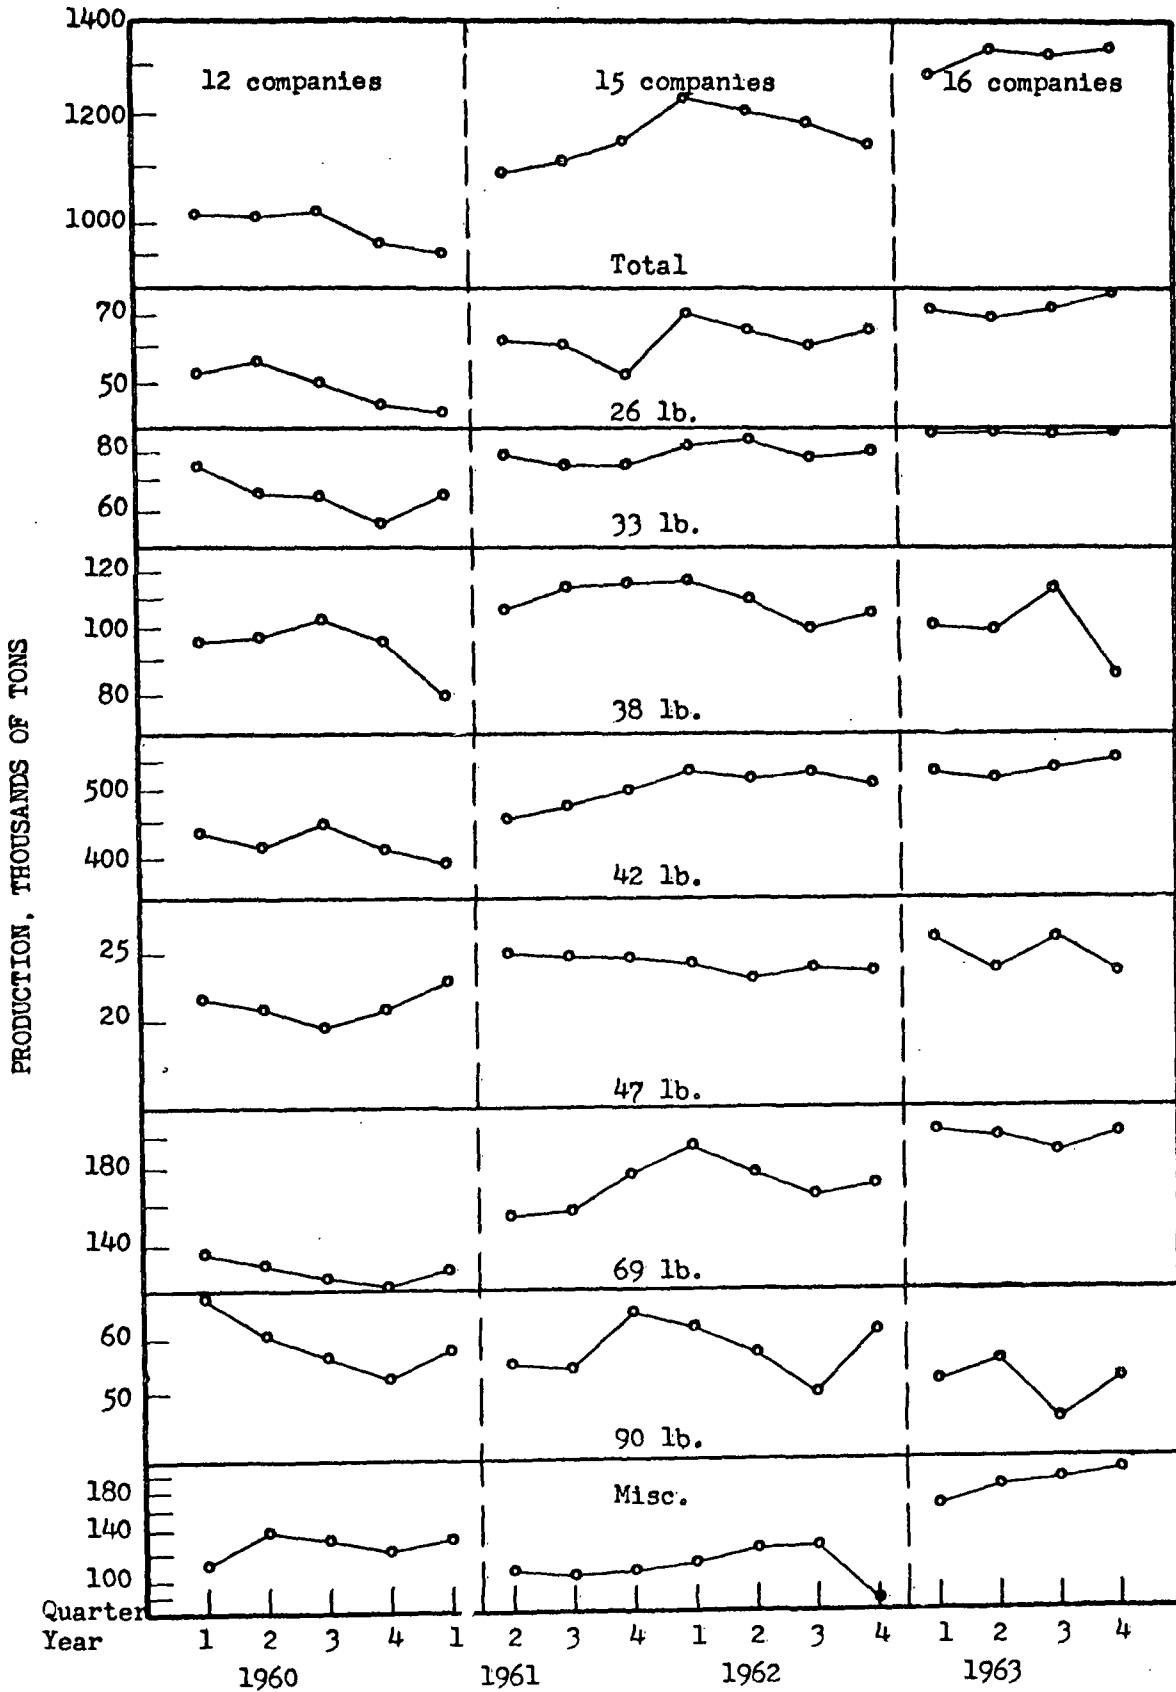 1400
12 companies 15 companies 16 companies
1200
1000
Total
70
50
26 lb.
80
60
33 lb.
120
100
80
38 lb.
PRODUCTION, THOUSANDS OF TONS
500
400
42 lb.
25
20
47 lb.
180
140
69 lb.
60
50
90 lb.
Misc.
180
140
100
Quarter
Year 1 2 3 4 1 2 3 4 1 2 3 4 1 2 3 4
1960 1961 1962 1963